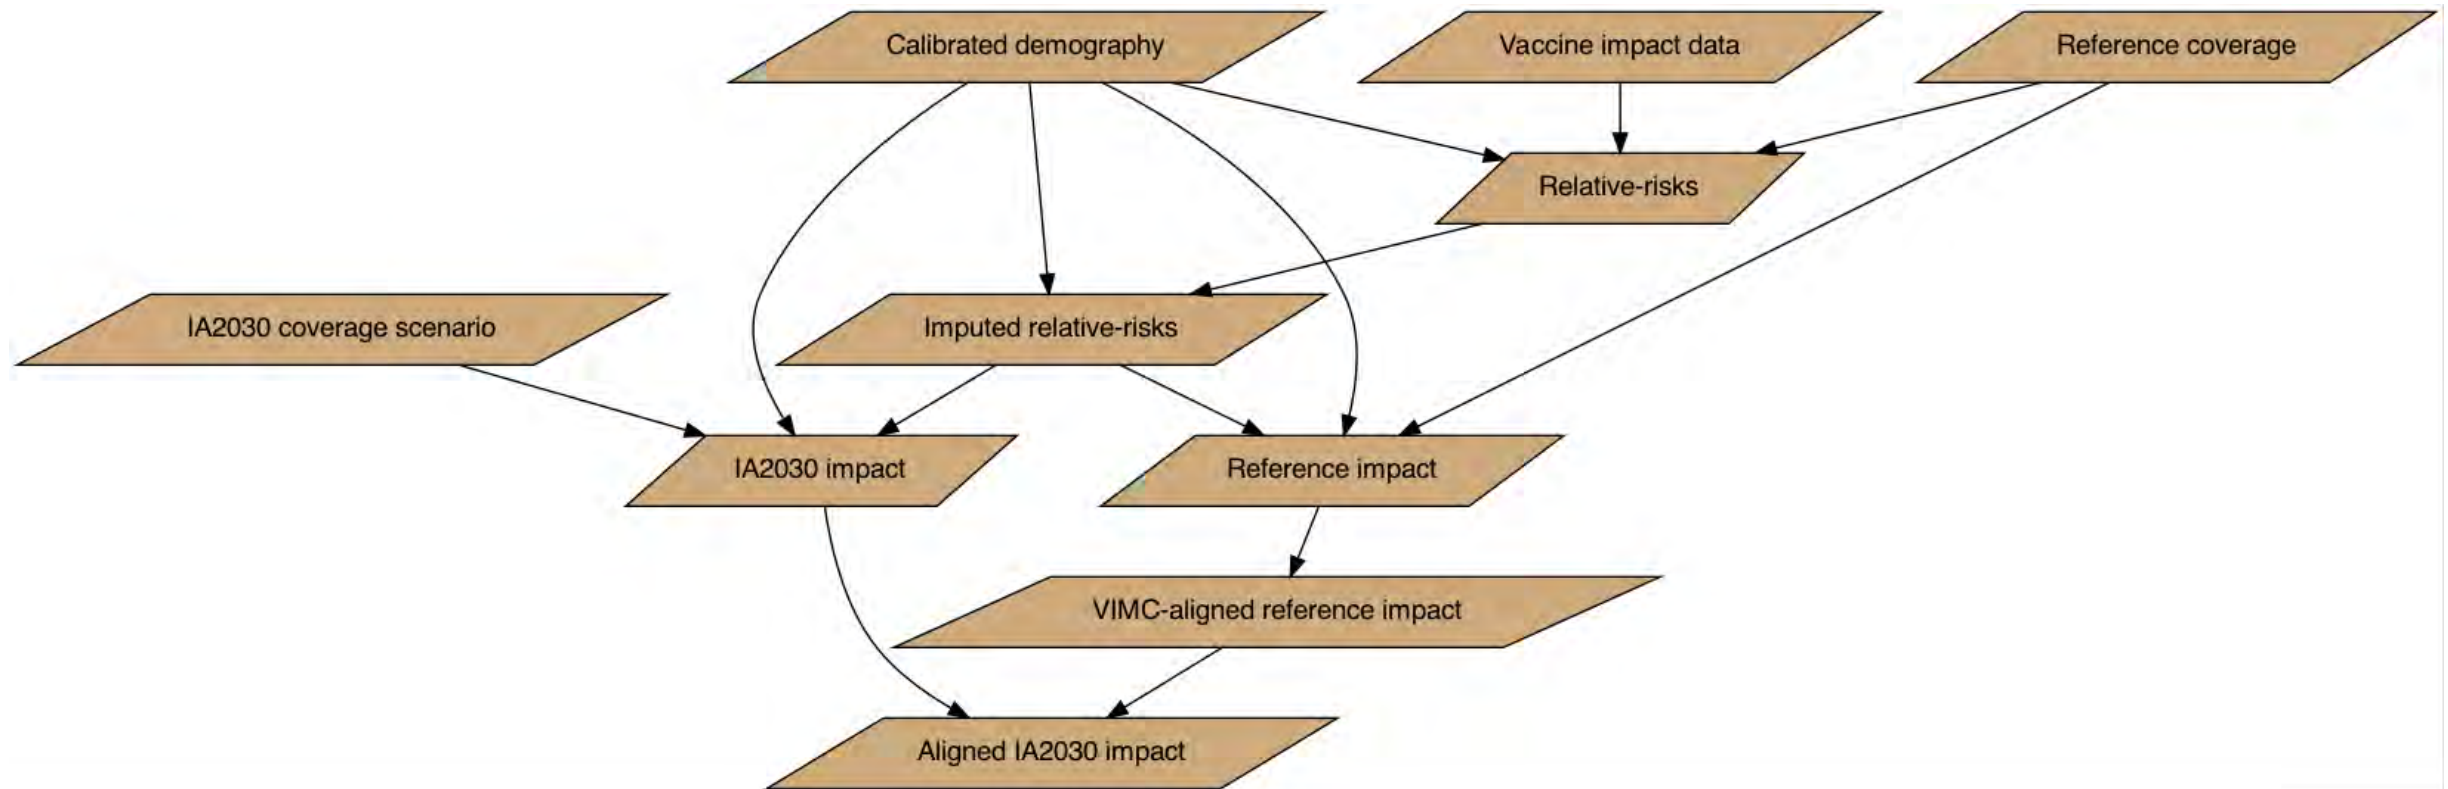 Calibrated demography
Vaccine impact data
Reference coverage
Relative-risks
IA2030 coverage scenario
Imputed relative-risks
IA2030 impact
Reference impact
VIMC-aligned reference impact
Aligned IA2030 impact